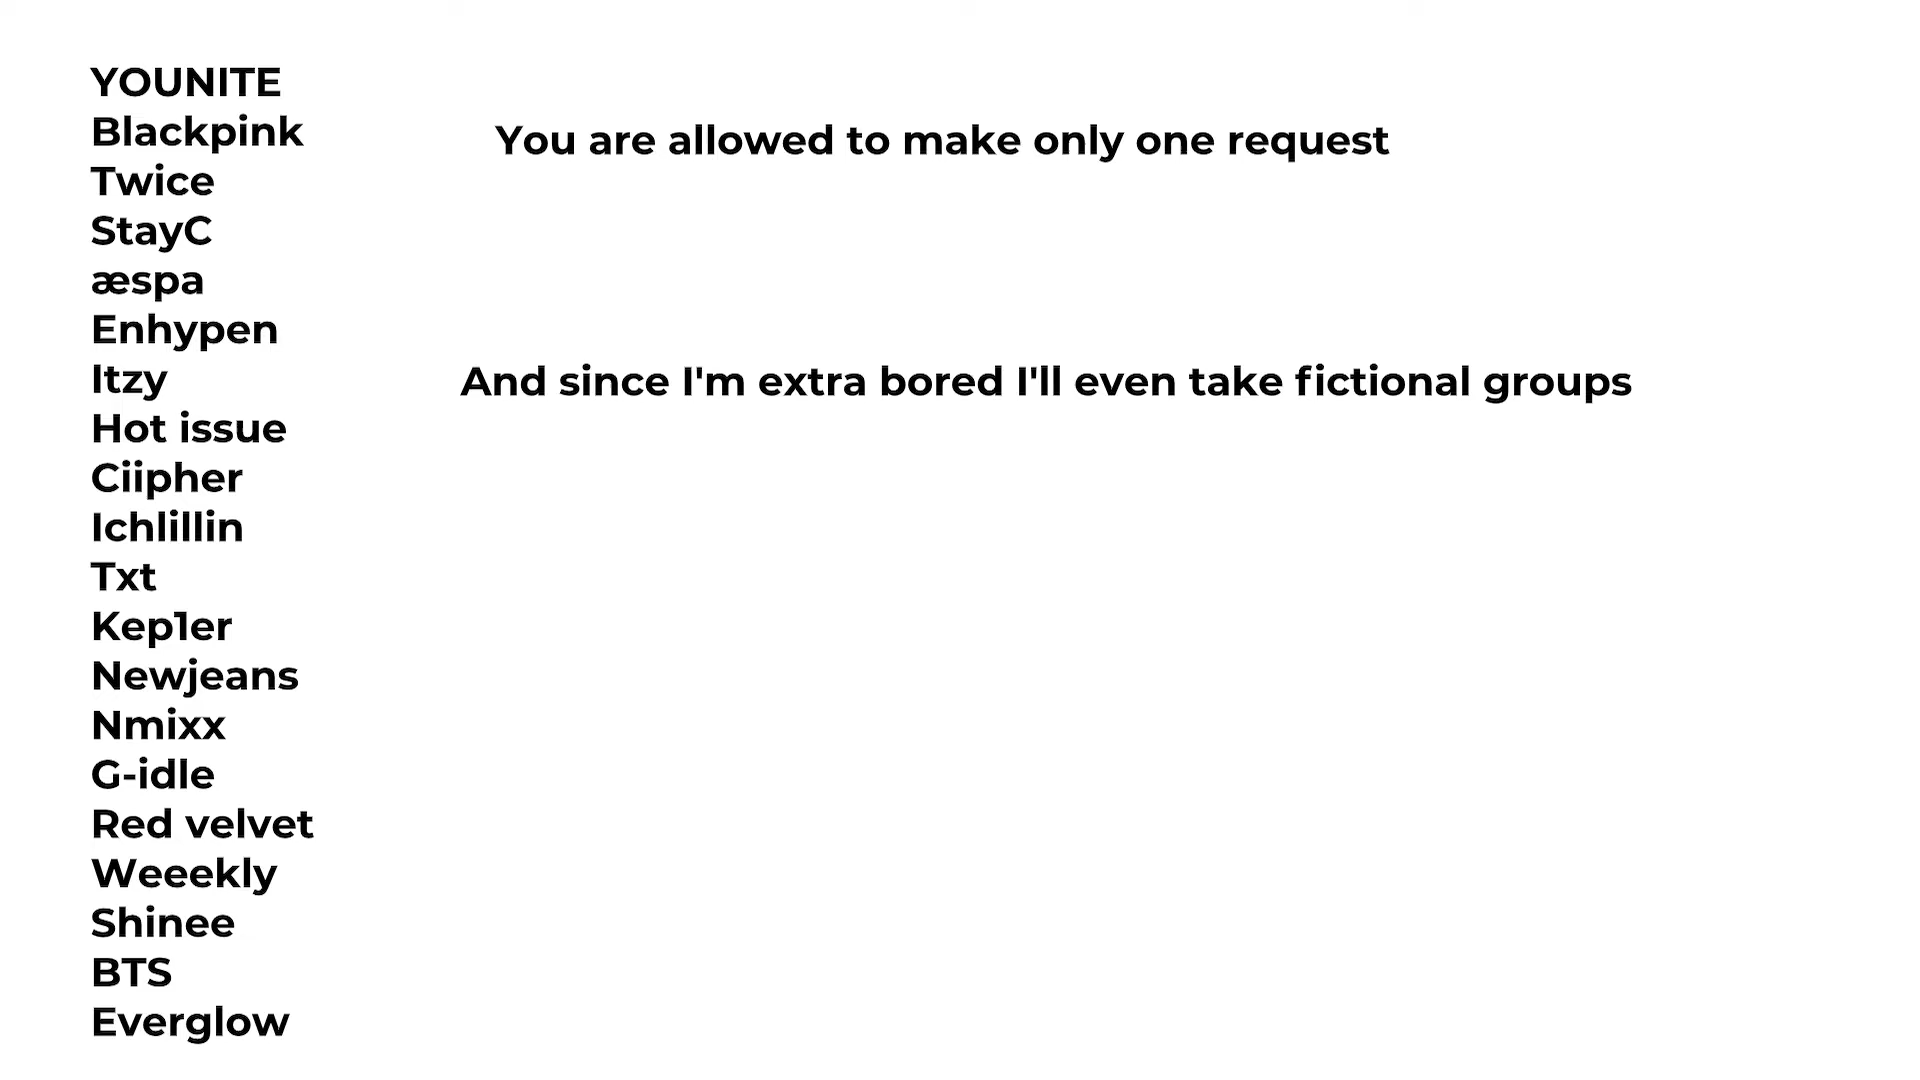 YOUNITE
Blackpink
Twice
StayC
æspa
Enhypen
Itzy
Hot issue
Ciipher
Ichlillin
Txt
Kep1er
Newjeans
Nmixx
G-idle
Red velvet
Weeekly
Shinee
BTS
Everglow
You are allowed to make only one request
And since I'm extra bored I'll even take fictional groups